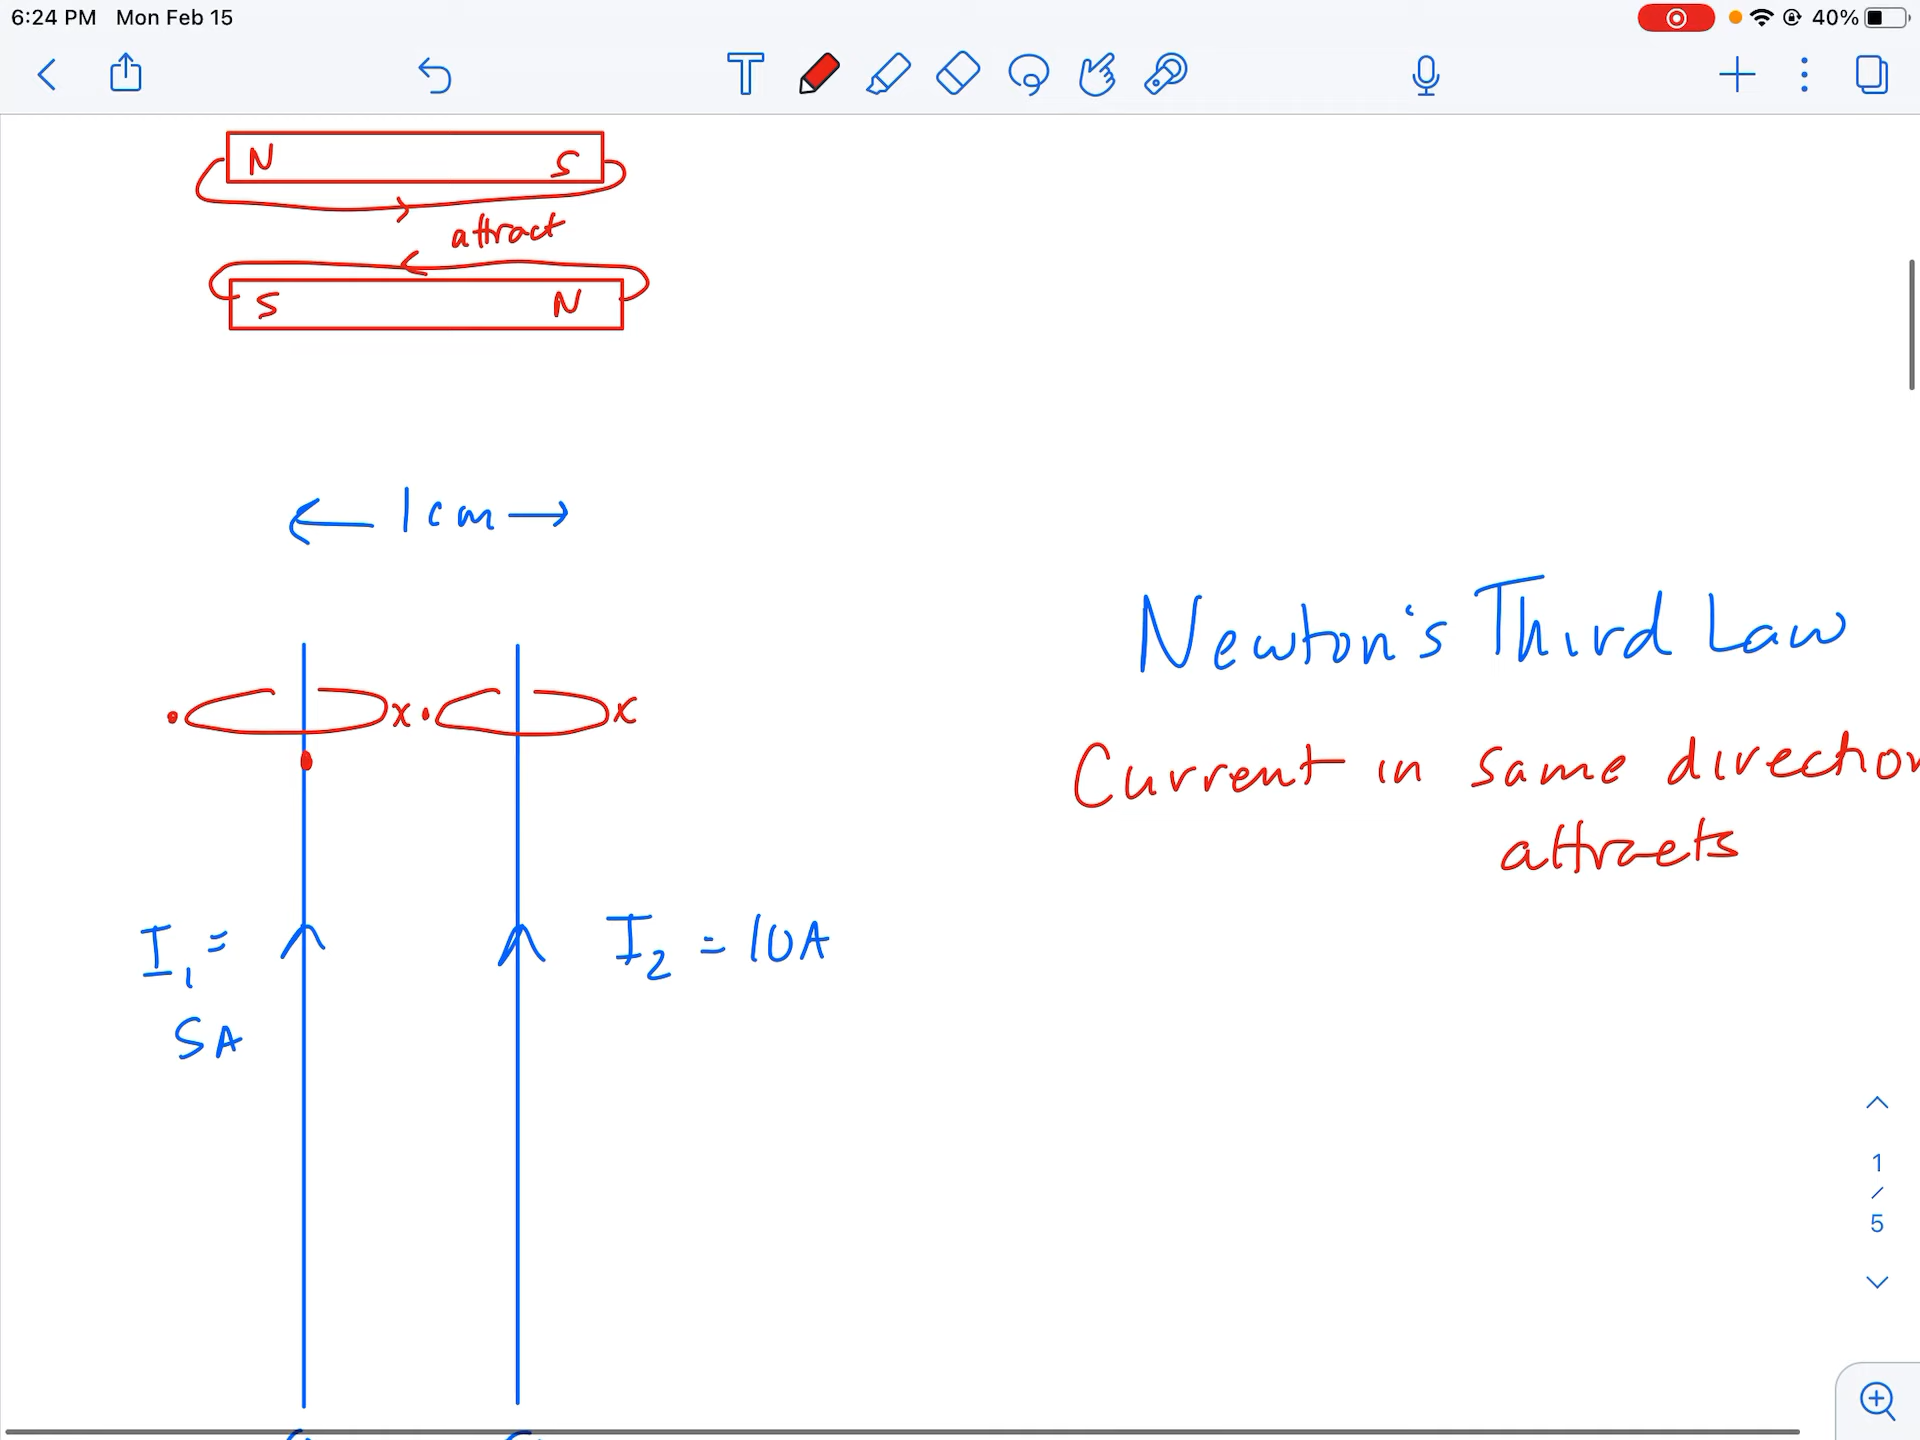 6:24 PM Mon Feb 15
40%
N S
attract
S N
1cm
Newton's Third Law
x x
Current in same direction
attracts
I1 = I2 = 10A
5A
1
/
5